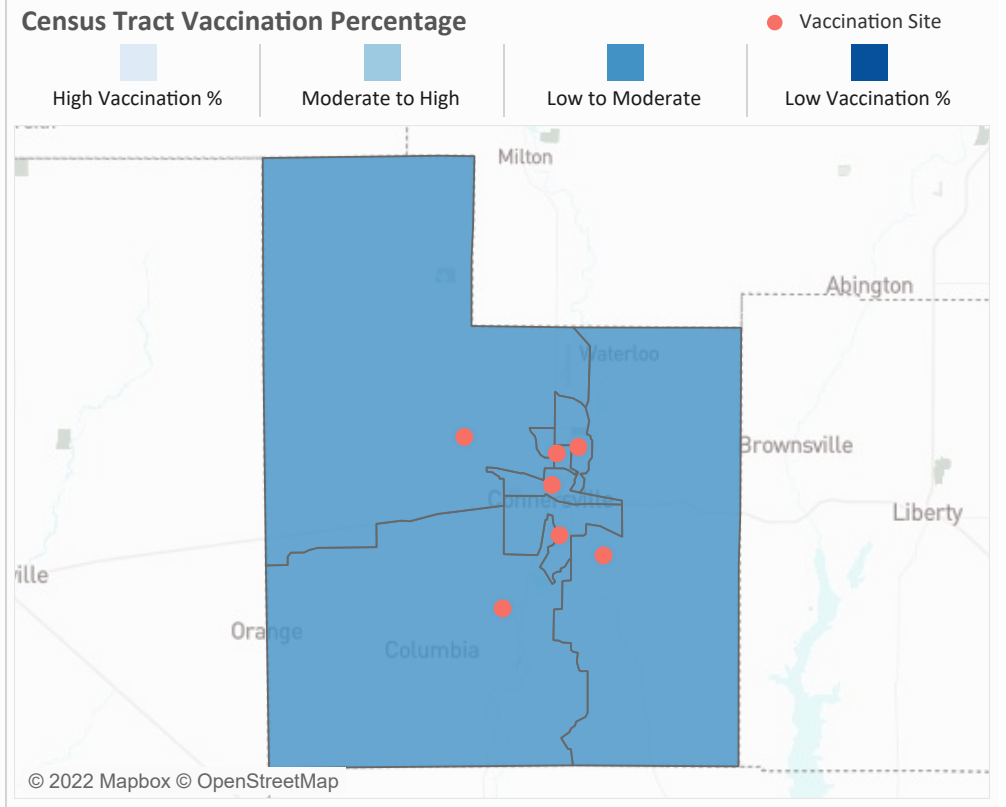 Census Tract Vaccination Percentage
Vaccination Site
High Vaccination %
Moderate to High
Low to Moderate
Low Vaccination %
Milton
Abington
Waterloo
Brownsville
Connersville
Liberty
ville
Orange
Columbia
© 2022 Mapbox © OpenStreetMap